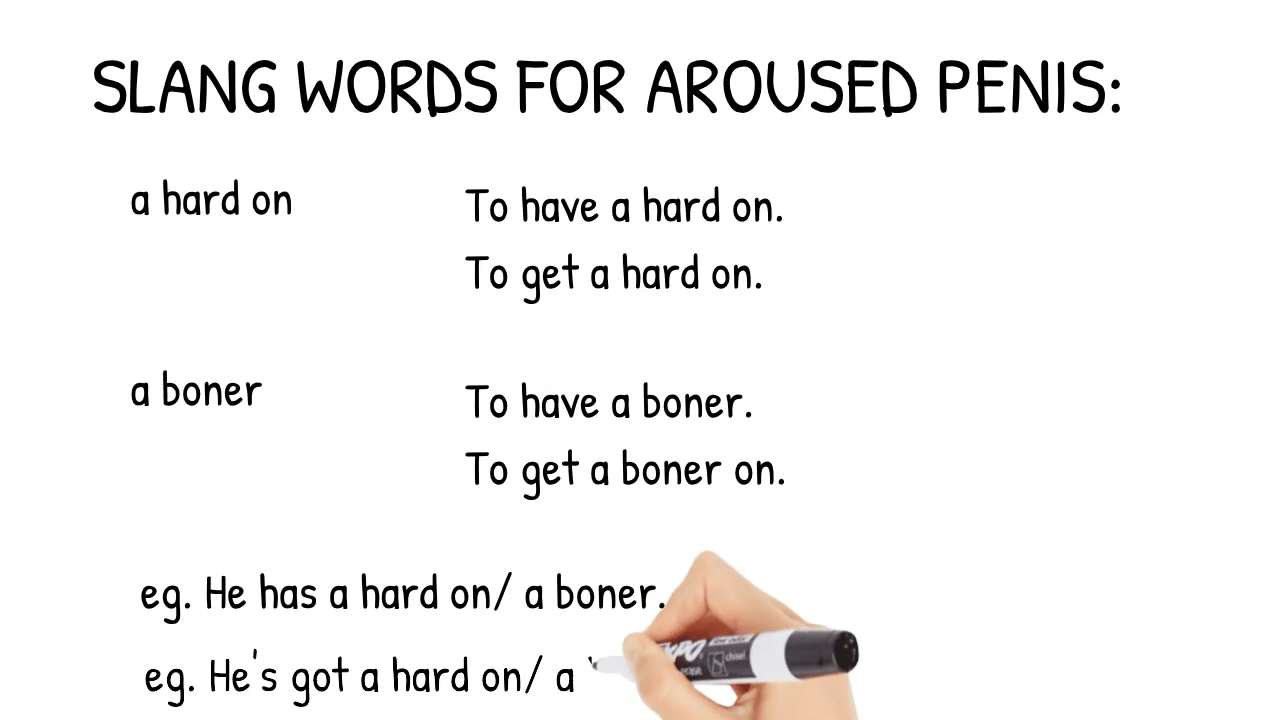 SLANG WORDS FOR AROUSED PENIS:
a hard on
To have a hard on.
To get a hard on.
a boner
To have a boner.
To get a boner on.
eg. He has a hard on/ a boner.
eg. He's got a hard on/ a
chisel